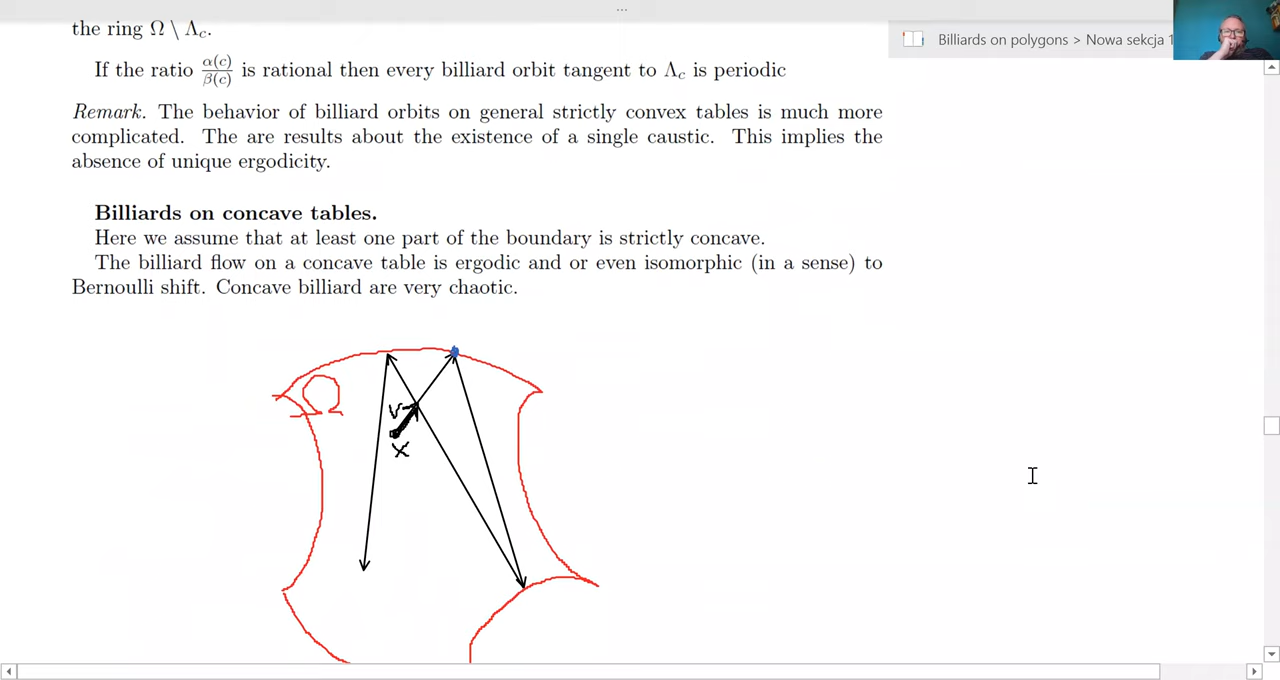 ...
the ring Ω \ Λ_c.
Billiards on polygons > Nowa sekcja 1
If the ratio α(c)/β(c) is rational then every billiard orbit tangent to Λ_c is periodic
Remark. The behavior of billiard orbits on general strictly convex tables is much more
complicated. The are results about the existence of a single caustic. This implies the
absence of unique ergodicity.
Billiards on concave tables.
Here we assume that at least one part of the boundary is strictly concave.
The billiard flow on a concave table is ergodic and or even isomorphic (in a sense) to
Bernoulli shift. Concave billiard are very chaotic.
Ω
v
x